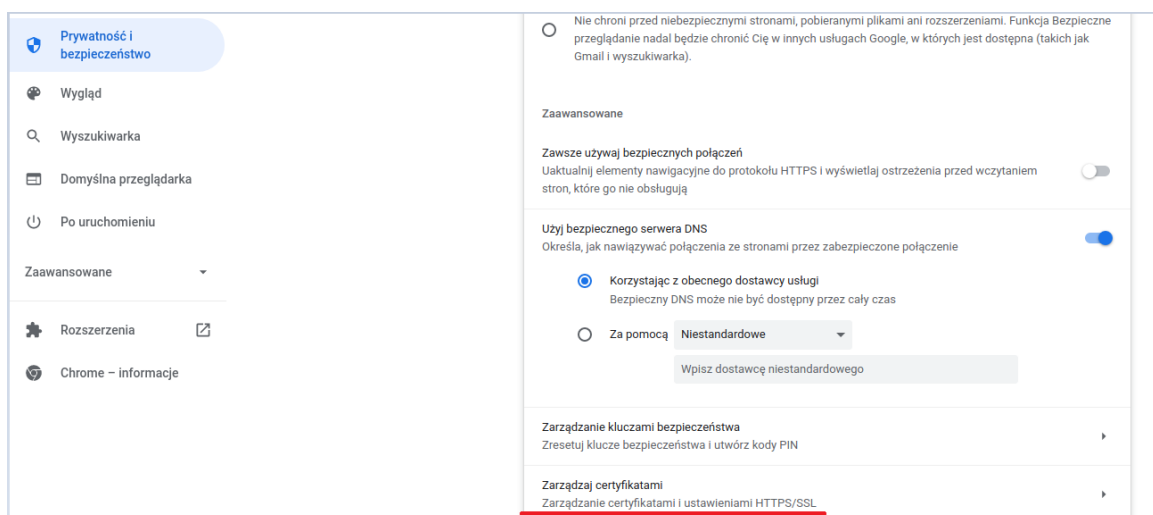 Prywatność i
bezpieczeństwo
Wygląd
Wyszukiwarka
Domyślna przeglądarka
Po uruchomieniu
Zaawansowane
Rozszerzenia
Chrome – informacje
Nie chroni przed niebezpiecznymi stronami, pobieranymi plikami ani rozszerzeniami. Funkcja Bezpieczne
przeglądanie nadal będzie chronić Cię w innych usługach Google, w których jest dostępna (takich jak
Gmail i wyszukiwarka).
Zaawansowane
Zawsze używaj bezpiecznych połączeń
Uaktualnij elementy nawigacyjne do protokołu HTTPS i wyświetlaj ostrzeżenia przed wczytaniem
stron, które go nie obsługują
Użyj bezpiecznego serwera DNS
Określa, jak nawiązywać połączenia ze stronami przez zabezpieczone połączenie
Korzystając z obecnego dostawcy usługi
Bezpieczny DNS może nie być dostępny przez cały czas
Za pomocą Niestandardowe
Wpisz dostawcę niestandardowego
Zarządzanie kluczami bezpieczeństwa
Zresetuj klucze bezpieczeństwa i utwórz kody PIN
Zarządzaj certyfikatami
Zarządzanie certyfikatami i ustawieniami HTTPS/SSL